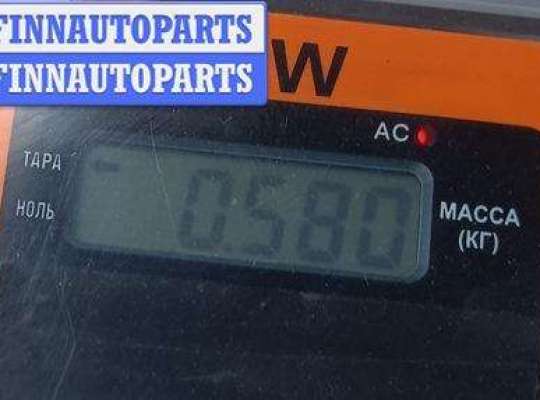 FINNAUTOPARTS
FINNAUTOPARTS
W
AC
ТАРА
НОЛЬ
0.580
МАССА
(КГ)